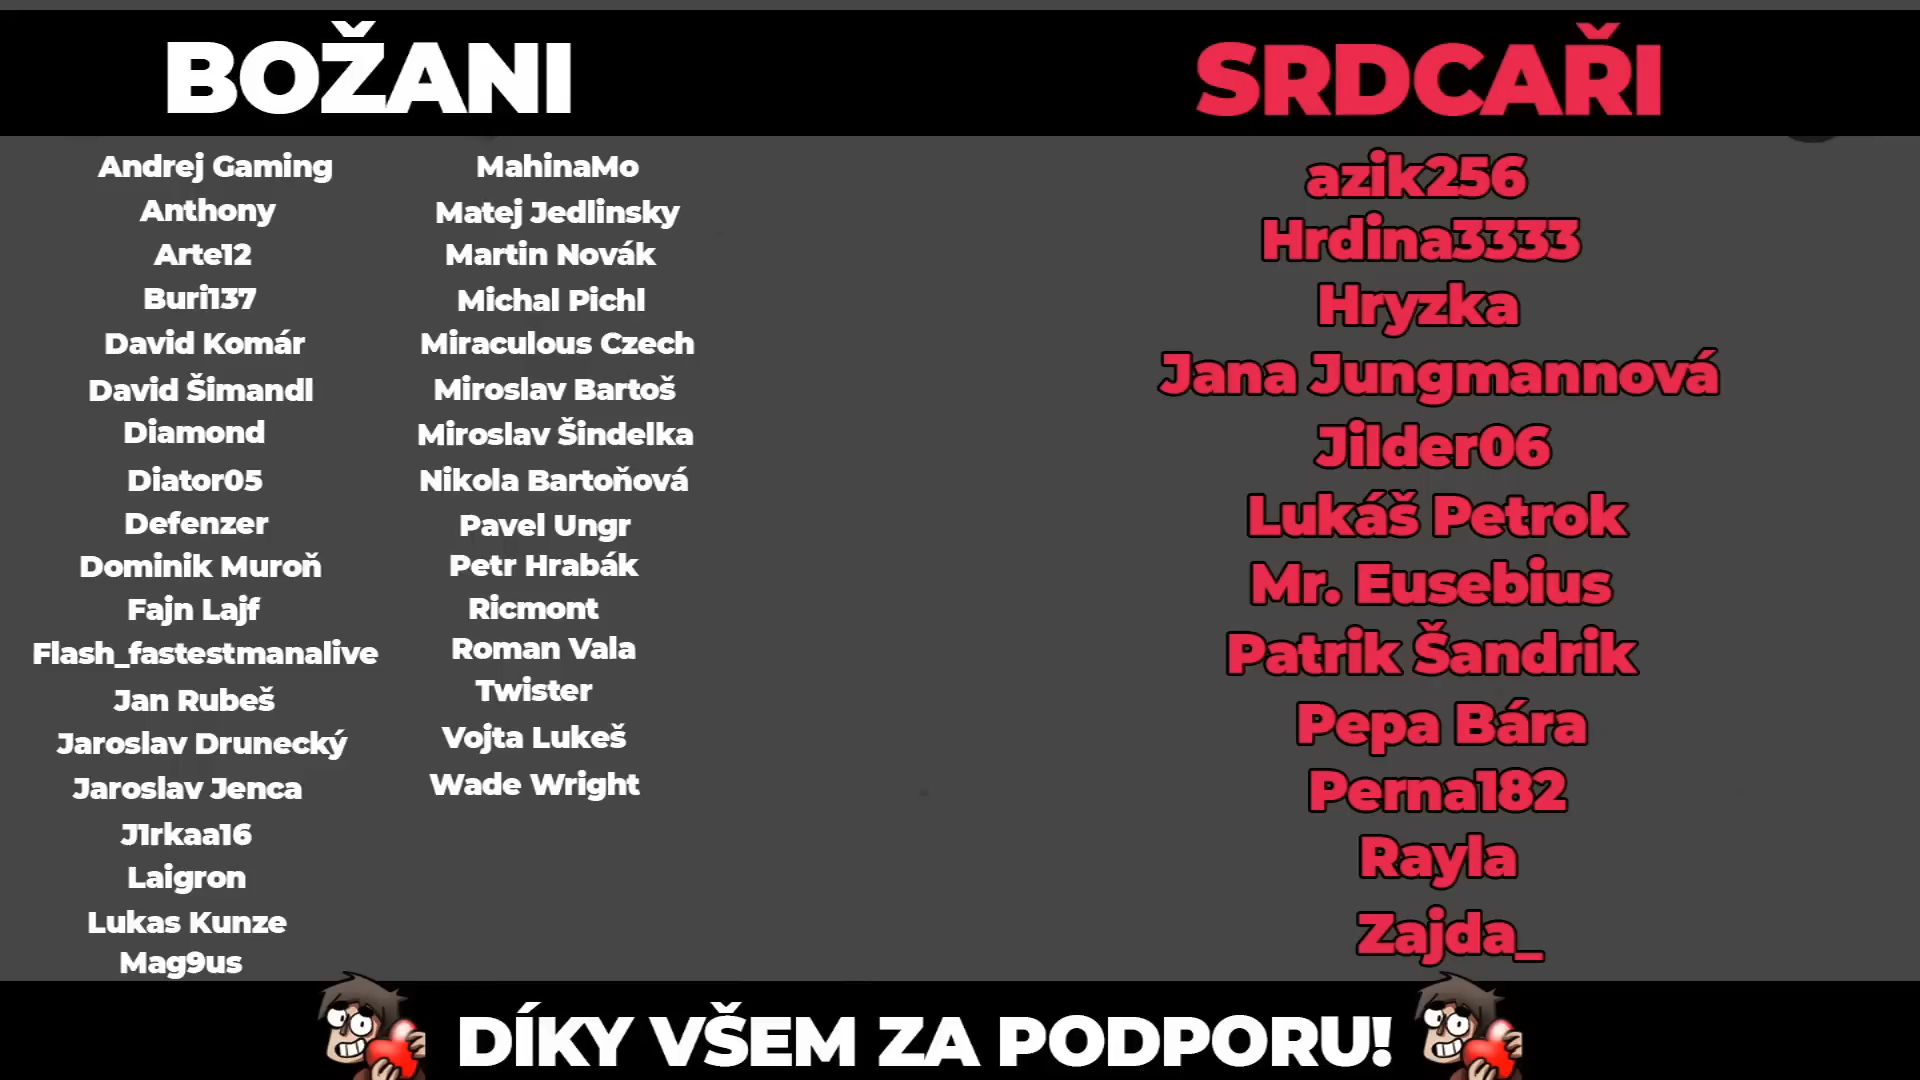 BOŽANI
Andrej Gaming
Anthony
Arte12
Buri137
David Komár
David Šimandl
Diamond
Diator05
Defenzer
Dominik Muroň
Fajn Lajf
Flash_fastestmanalive
Jan Rubeš
Jaroslav Drunecký
Jaroslav Jenca
J1rkaa16
Laigron
Lukas Kunze
Mag9us
MahinaMo
Matej Jedlinsky
Martin Novák
Michal Pichl
Miraculous Czech
Miroslav Bartoš
Miroslav Šindelka
Nikola Bartoňová
Pavel Ungr
Petr Hrabák
Ricmont
Roman Vala
Twister
Vojta Lukeš
Wade Wright
SRDCAŘI
azik256
Hrdina3333
Hryzka
Jana Jungmannová
Jilder06
Lukáš Petrok
Mr. Eusebius
Patrik Šandrik
Pepa Bára
Perna182
Rayla
Zajda_
DÍKY VŠEM ZA PODPORU!